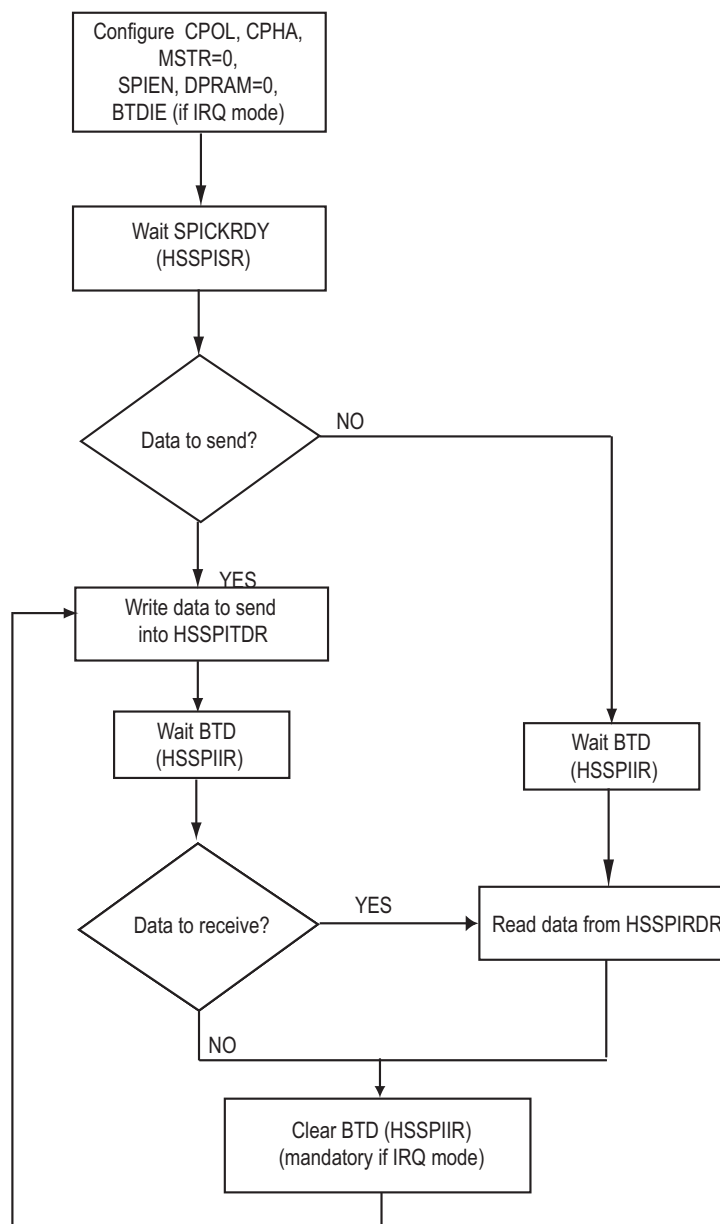 Configure CPOL, CPHA,
MSTR=0,
SPIEN, DPRAM=0,
BTDIE (if IRQ mode)
Wait SPICKRDY
(HSSPISR)
Data to send?
NO
YES
Write data to send
into HSSPITDR
Wait BTD
(HSSPIIR)
Wait BTD
(HSSPIIR)
Data to receive?
YES
Read data from HSSPIRDR
NO
Clear BTD (HSSPIIR)
(mandatory if IRQ mode)